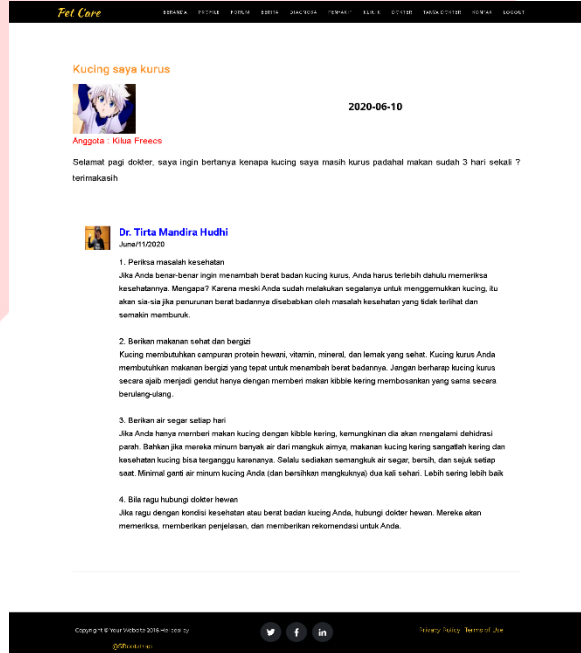 Pet Care
BERANDA PROFILE FORUM BERITA DIAGNOSA PENYAKIT KLINIK DOKTER TANYA DOKTER KONTAK LOGOUT
Kucing saya kurus
2020-06-10
Anggota : Kilua Freecs
Selamat pagi dokter, saya ingin bertanya kenapa kucing saya masih kurus padahal makan sudah 3 hari sekali ?
terimakasih
Dr. Tirta Mandira Hudhi
June/11/2020
1. Periksa masalah kesehatan
Jika Anda benar-benar ingin menambah berat badan kucing kurus, Anda harus terlebih dahulu memeriksa
kesehatannya. Mengapa? Karena meski Anda sudah melakukan segalanya untuk menggemukkan kucing, itu
akan sia-sia jika penurunan berat badannya disebabkan oleh masalah kesehatan yang tidak terlihat dan
semakin memburuk.
2. Berikan makanan sehat dan bergizi
Kucing membutuhkan campuran protein hewani, vitamin, mineral, dan lemak yang sehat. Kucing kurus Anda
membutuhkan makanan bergizi yang tepat untuk menambah berat badannya. Jangan berharap kucing kurus
secara ajaib menjadi gendut hanya dengan memberi makan kibble kering membosankan yang sama secara
berulang-ulang.
3. Berikan air segar setiap hari
Jika Anda hanya memberi makan kucing dengan kibble kering, kemungkinan dia akan mengalami dehidrasi
parah. Bahkan jika mereka minum banyak air dari mangkuk airnya, makanan kucing kering sangatlah kering dan
kesehatan kucing bisa terganggu karenanya. Selalu sediakan semangkuk air segar, bersih, dan sejuk setiap
saat. Minimal ganti air minum kucing Anda (dan bersihkan mangkuknya) dua kali sehari. Lebih sering lebih baik
4. Bila ragu hubungi dokter hewan
Jika ragu dengan kondisi kesehatan atau berat badan kucing Anda, hubungi dokter hewan. Mereka akan
memeriksa, memberikan penjelasan, dan memberikan rekomendasi untuk Anda.
Copyright © Your Website 2016 by
Privacy Policy Terms of Use